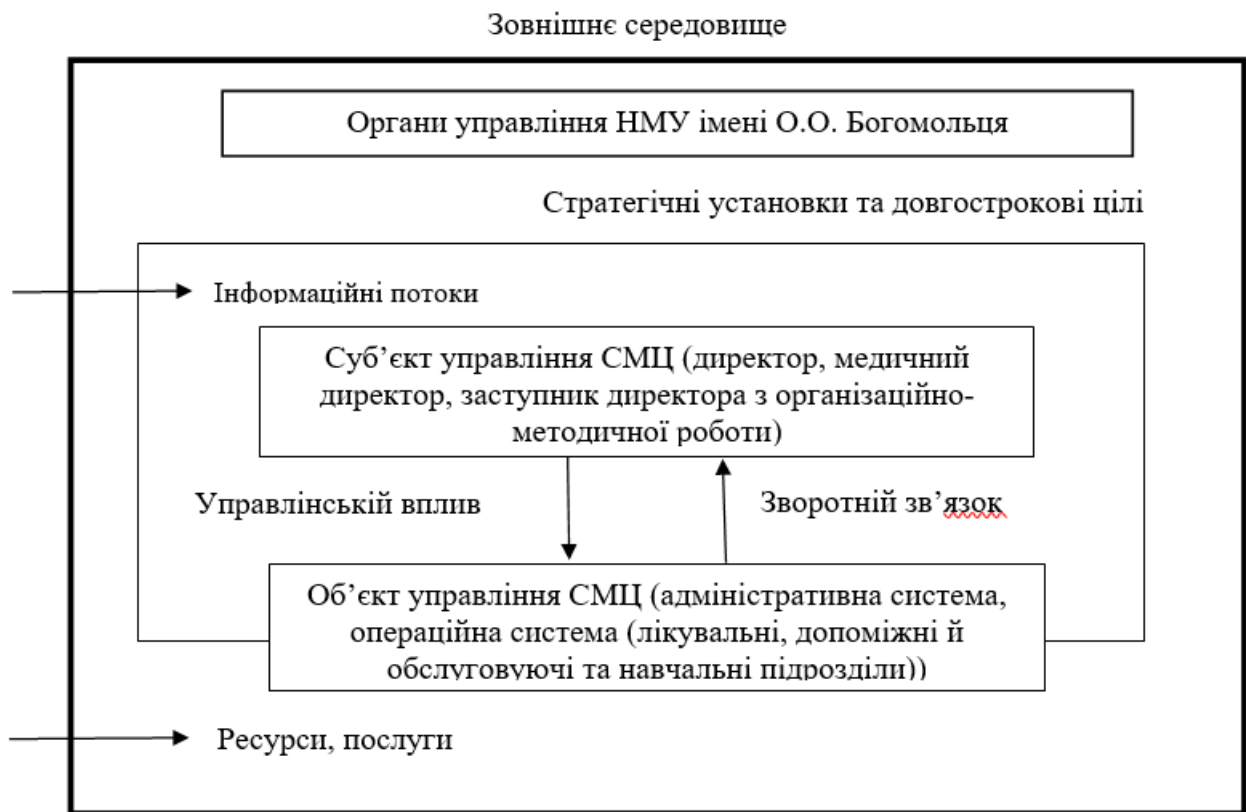 Зовнішнє середовище
Органи управління НМУ імені О.О. Богомольця
Стратегічні установки та довгострокові цілі
Інформаційні потоки
Суб’єкт управління СМЦ (директор, медичний
директор, заступник директора з організаційно-
методичної роботи)
Управлінській вплив
Зворотній зв’язок
Об’єкт управління СМЦ (адміністративна система,
операційна система (лікувальні, допоміжні й
обслуговуючі та навчальні підрозділи))
Ресурси, послуги